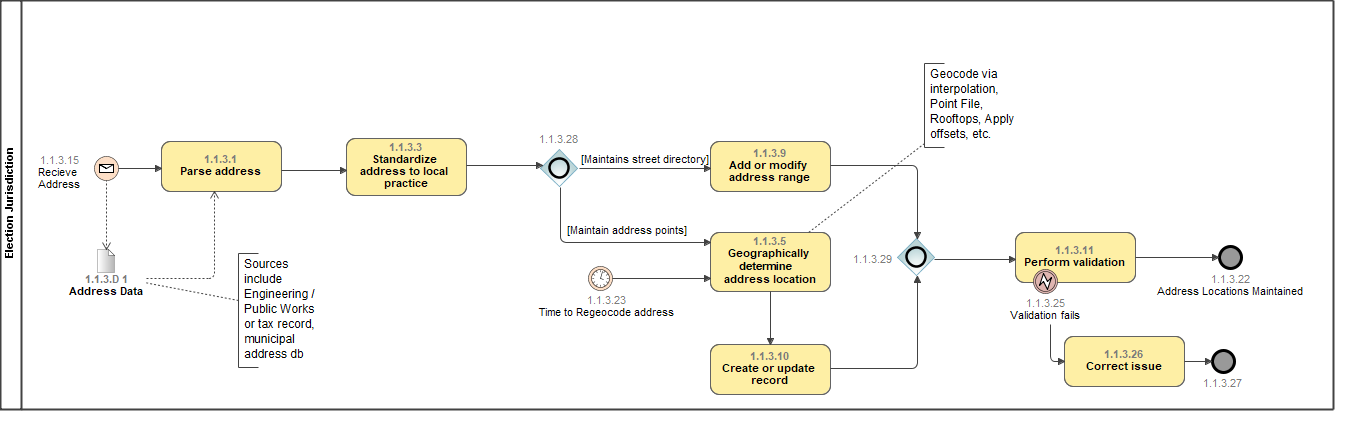 Election Jurisdiction
1.1.3.15
Recieve
Address
1.1.3.1
Parse address
1.1.3.D 1
Address Data
Sources
include
Engineering /
Public Works
or tax record,
municipal
address db
1.1.3.3
Standardize
address to local
practice
1.1.3.28
[Maintains street directory]
[Maintain address points]
1.1.3.23
Time to Regeocode address
1.1.3.9
Add or modify
address range
1.1.3.5
Geographically
determine
address location
1.1.3.10
Create or update
record
Geocode via
interpolation,
Point File,
Rooftops, Apply
offsets, etc.
1.1.3.29
1.1.3.11
Perform validation
1.1.3.25
Validation fails
1.1.3.22
Address Locations Maintained
1.1.3.26
Correct issue
1.1.3.27